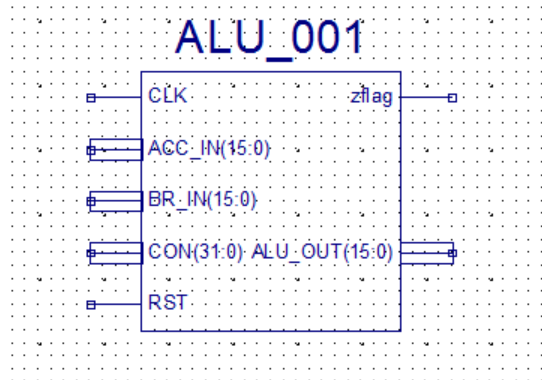 ALU_001
CLK zflag
ACC_IN(15:0)
BR_IN(15:0)
CON(31:0) ALU_OUT(15:0)
RST